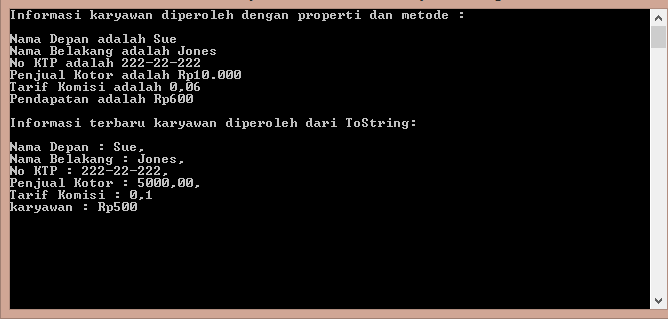 Informasi karyawan diperoleh dengan properti dan metode :
Nama Depan adalah Sue
Nama Belakang adalah Jones
No KTP adalah 222-22-222
Penjual Kotor adalah Rp10.000
Tarif Komisi adalah 0,06
Pendapatan adalah Rp600
Informasi terbaru karyawan diperoleh dari ToString:
Nama Depan : Sue,
Nama Belakang : Jones,
No KTP : 222-22-222,
Penjual Kotor : 5000,00,
Tarif Komisi : 0,1
karyawan : Rp500